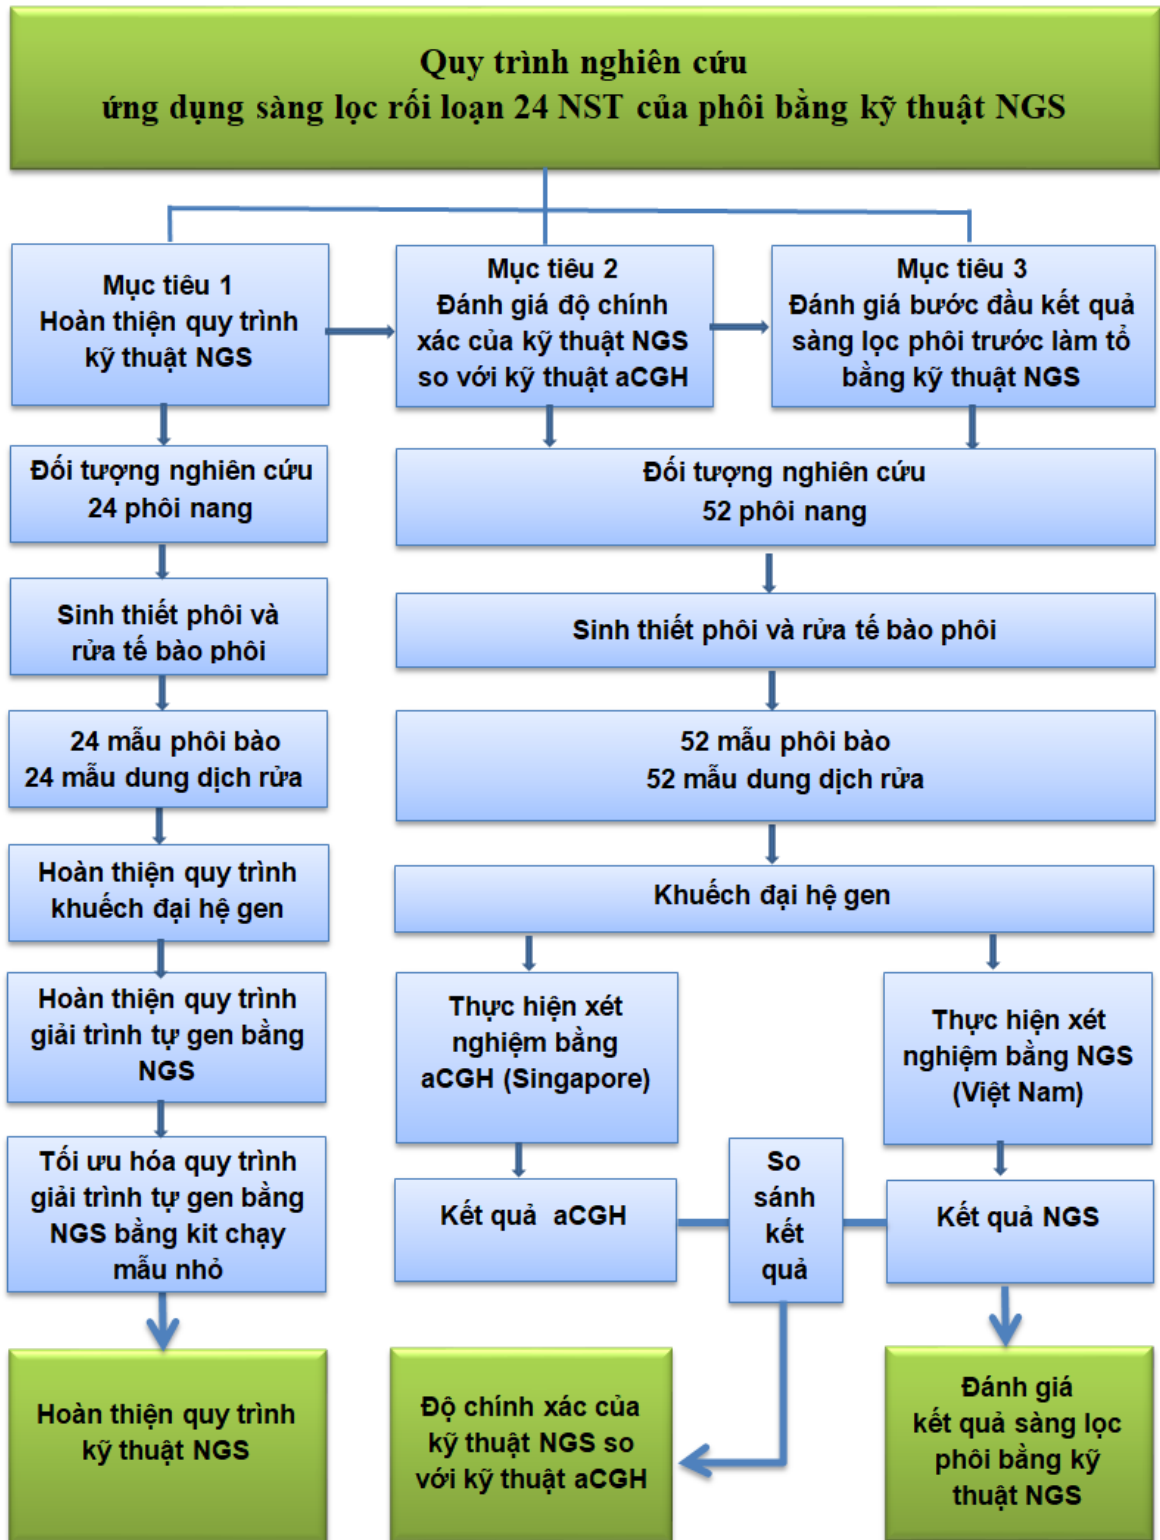 Quy trình nghiên cứu
ứng dụng sàng lọc rối loạn 24 NST của phôi bằng kỹ thuật NGS
Mục tiêu 1
Hoàn thiện quy trình
kỹ thuật NGS
Mục tiêu 2
Đánh giá độ chính
xác của kỹ thuật NGS
so với kỹ thuật aCGH
Mục tiêu 3
Đánh giá bước đầu kết quả
sàng lọc phôi trước làm tổ
bằng kỹ thuật NGS
Đối tượng nghiên cứu
24 phôi nang
Đối tượng nghiên cứu
52 phôi nang
Sinh thiết phôi và
rửa tế bào phôi
Sinh thiết phôi và rửa tế bào phôi
24 mẫu phôi bào
24 mẫu dung dịch rửa
52 mẫu phôi bào
52 mẫu dung dịch rửa
Hoàn thiện quy trình
khuếch đại hệ gen
Khuếch đại hệ gen
Hoàn thiện quy trình
giải trình tự gen bằng
NGS
Thực hiện xét
nghiệm bằng
aCGH (Singapore)
Thực hiện xét
nghiệm bằng NGS
(Việt Nam)
Tối ưu hóa quy trình
giải trình tự gen bằng
NGS bằng kit chạy
mẫu nhỏ
Kết quả aCGH
So
sánh
kết
quả
Kết quả NGS
Hoàn thiện quy trình
kỹ thuật NGS
Độ chính xác của
kỹ thuật NGS so
với kỹ thuật aCGH
Đánh giá
kết quả sàng lọc
phôi bằng kỹ
thuật NGS